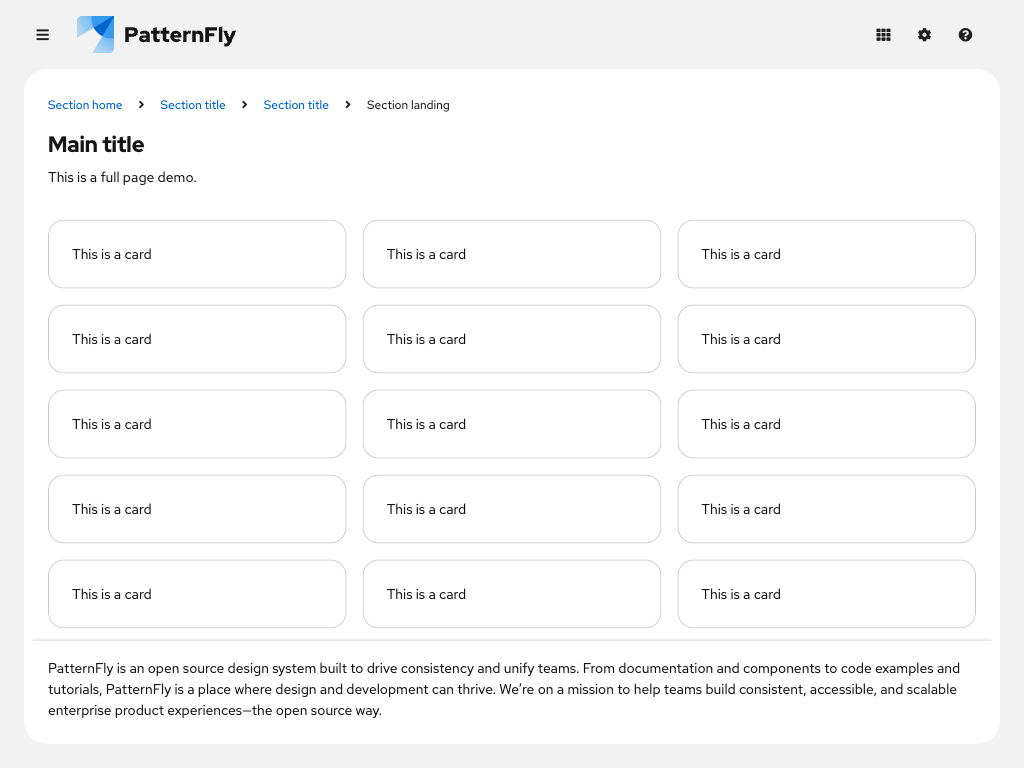 PatternFly
Section home Section title Section title Section landing
Main title
This is a full page demo.
This is a card This is a card This is a card
This is a card This is a card This is a card
This is a card This is a card This is a card
This is a card This is a card This is a card
This is a card This is a card This is a card
PatternFly is an open source design system built to drive consistency and unify teams. From documentation and components to code examples and
tutorials, PatternFly is a place where design and development can thrive. We’re on a mission to help teams build consistent, accessible, and scalable
enterprise product experiences—the open source way.